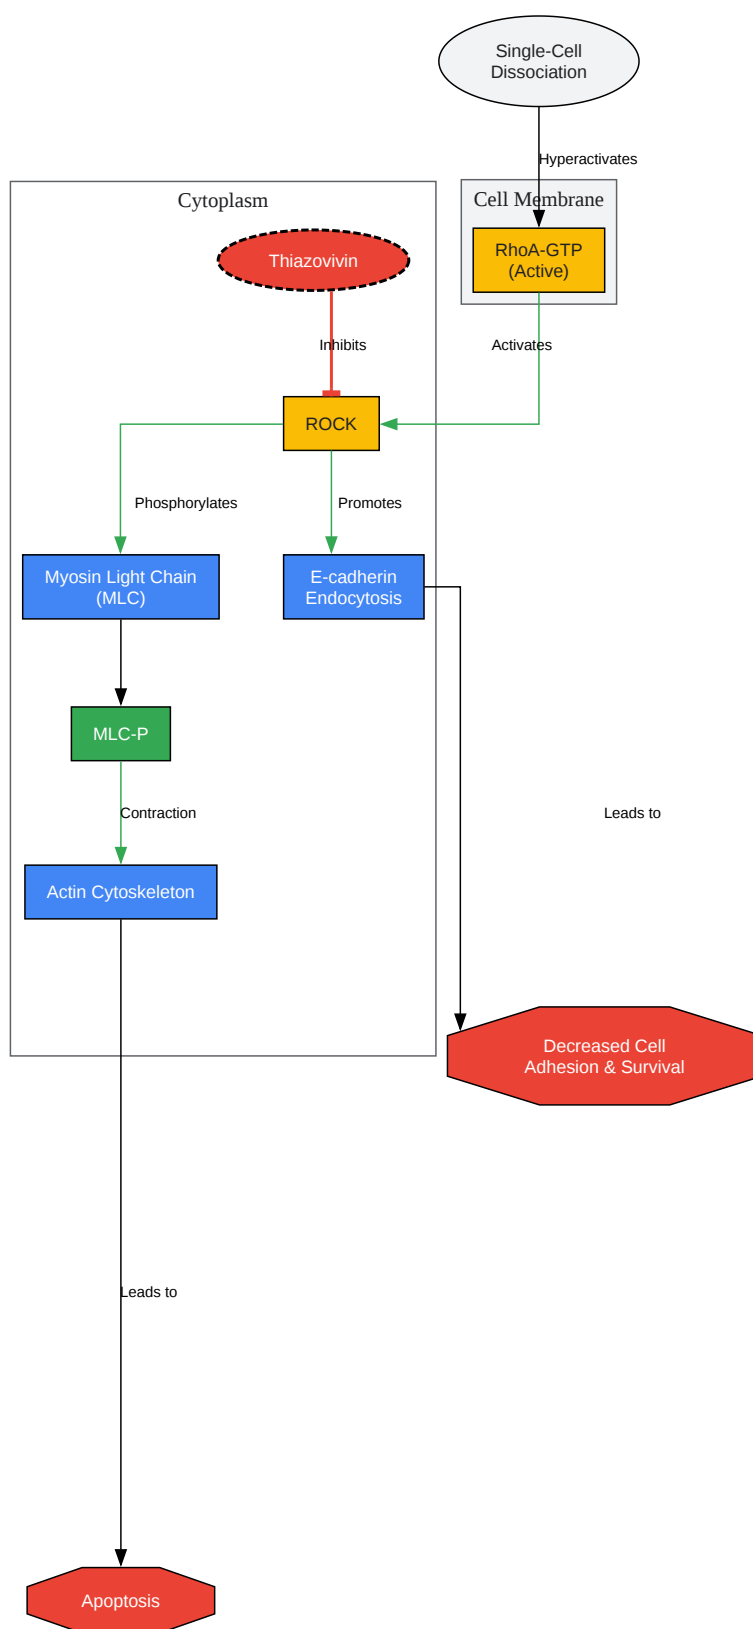 Single-Cell
Dissociation
Hyperactivates
Cytoplasm
Cell Membrane
Thiazovivin
RhoA-GTP
(Active)
Inhibits
Activates
ROCK
Phosphorylates
Promotes
Myosin Light Chain
(MLC)
E-cadherin
Endocytosis
MLC-P
Contraction
Leads to
Actin Cytoskeleton
Decreased Cell
Adhesion & Survival
Leads to
Apoptosis